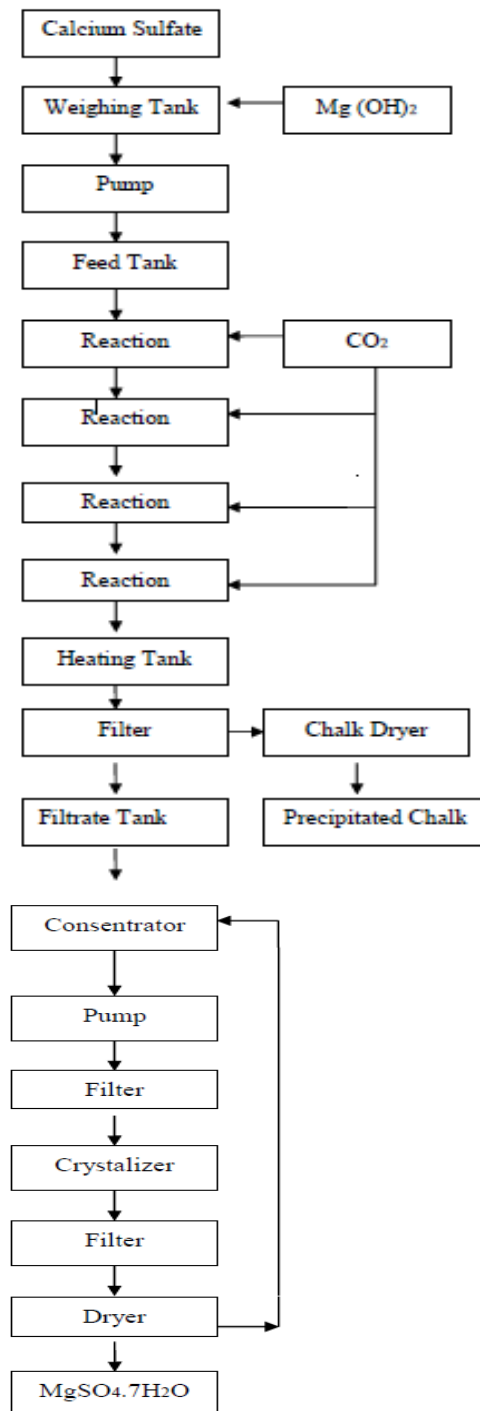 Calcium Sulfate
Weighing Tank
Mg (OH)₂
Pump
Feed Tank
Reaction
CO₂
Reaction
Reaction
Reaction
Heating Tank
Filter
Chalk Dryer
Filtrate Tank
Precipitated Chalk
Consentrator
Pump
Filter
Crystalizer
Filter
Dryer
MgSO₄.7H₂O